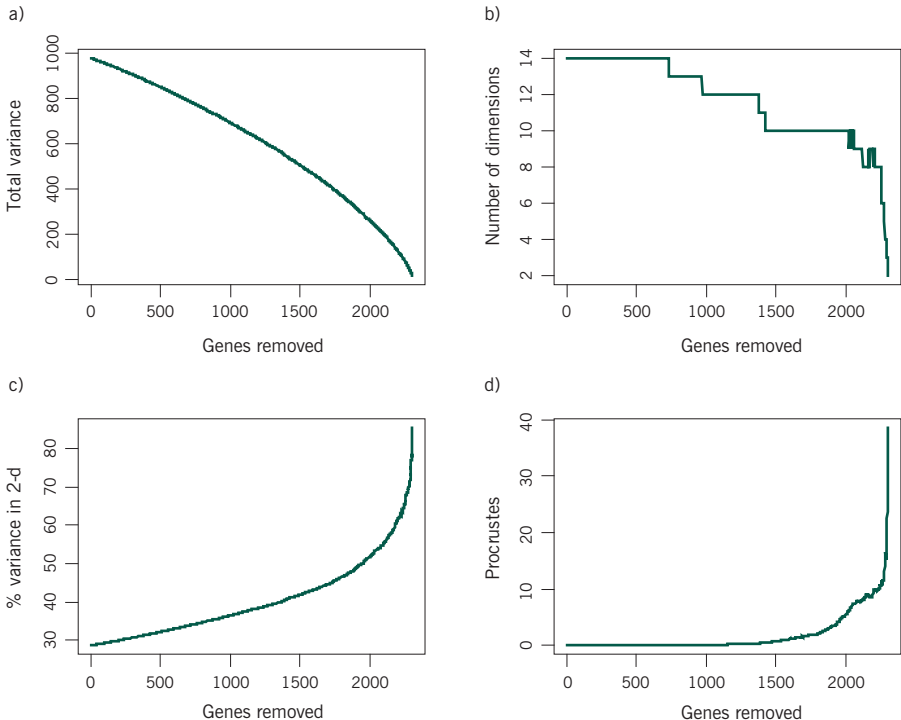 a)
Total variance
1000
800
600
400
200
0
0 500 1000 1500 2000
Genes removed
b)
Number of dimensions
14
12
10
8
6
4
2
0 500 1000 1500 2000
Genes removed
c)
% variance in 2-d
80
70
60
50
40
30
0 500 1000 1500 2000
Genes removed
d)
Procrustes
40
30
20
10
0
0 500 1000 1500 2000
Genes removed